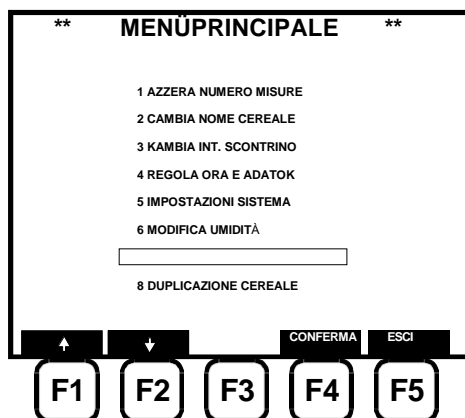 ** MENÜPRINCIPALE **
1 AZZERA NUMERO MISURE
2 CAMBIA NOME CEREALE
3 KAMBIA INT. SCONTRINO
4 REGOLA ORA E ADATOK
5 IMPOSTAZIONI SISTEMA
6 MODIFICA UMIDITÀ
8 DUPLICAZIONE CEREALE
CONFERMA ESCI
F1 F2 F3 F4 F5